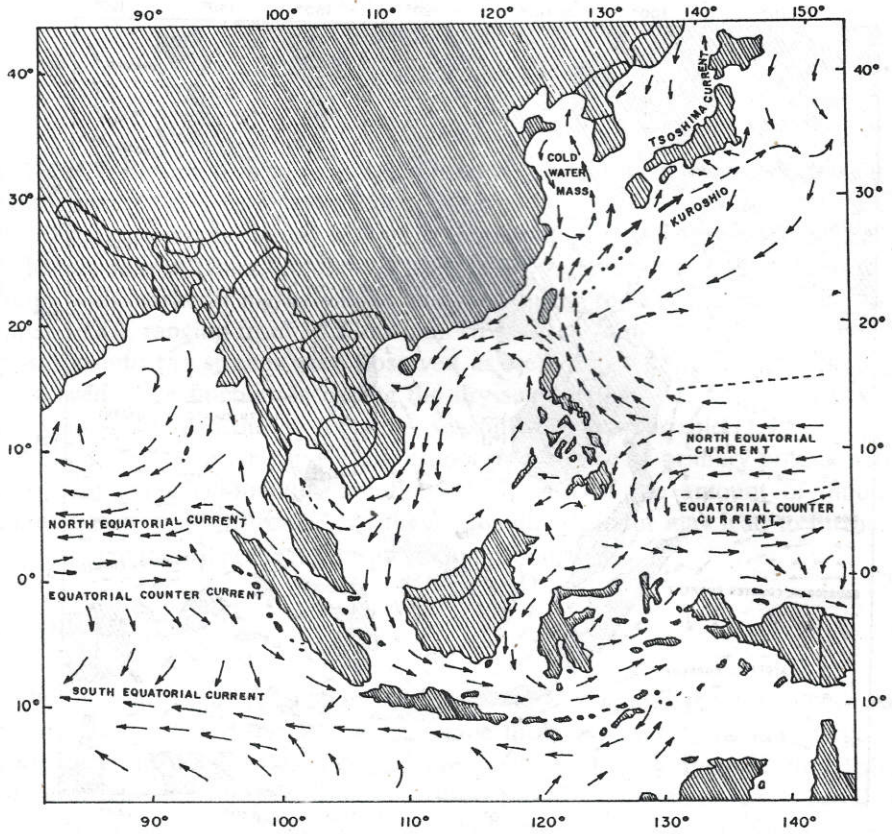 90° 100° 110° 120° 130° 140° 150°
40° 40°
TSOSHIMA CURRENT
COLD
WATER
MASS
30° 30°
KUROSHIO
20° 20°
10° 10°
NORTH EQUATORIAL
CURRENT
EQUATORIAL COUNTER
CURRENT
NORTH EQUATORIAL CURRENT
0° 0°
EQUATORIAL COUNTER CURRENT
SOUTH EQUATORIAL CURRENT
10° 10°
90° 100° 110° 120° 130° 140°